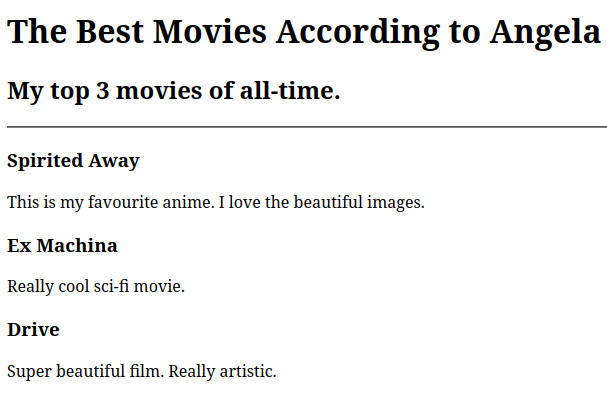 The Best Movies According to Angela
My top 3 movies of all-time.
Spirited Away
This is my favourite anime. I love the beautiful images.
Ex Machina
Really cool sci-fi movie.
Drive
Super beautiful film. Really artistic.